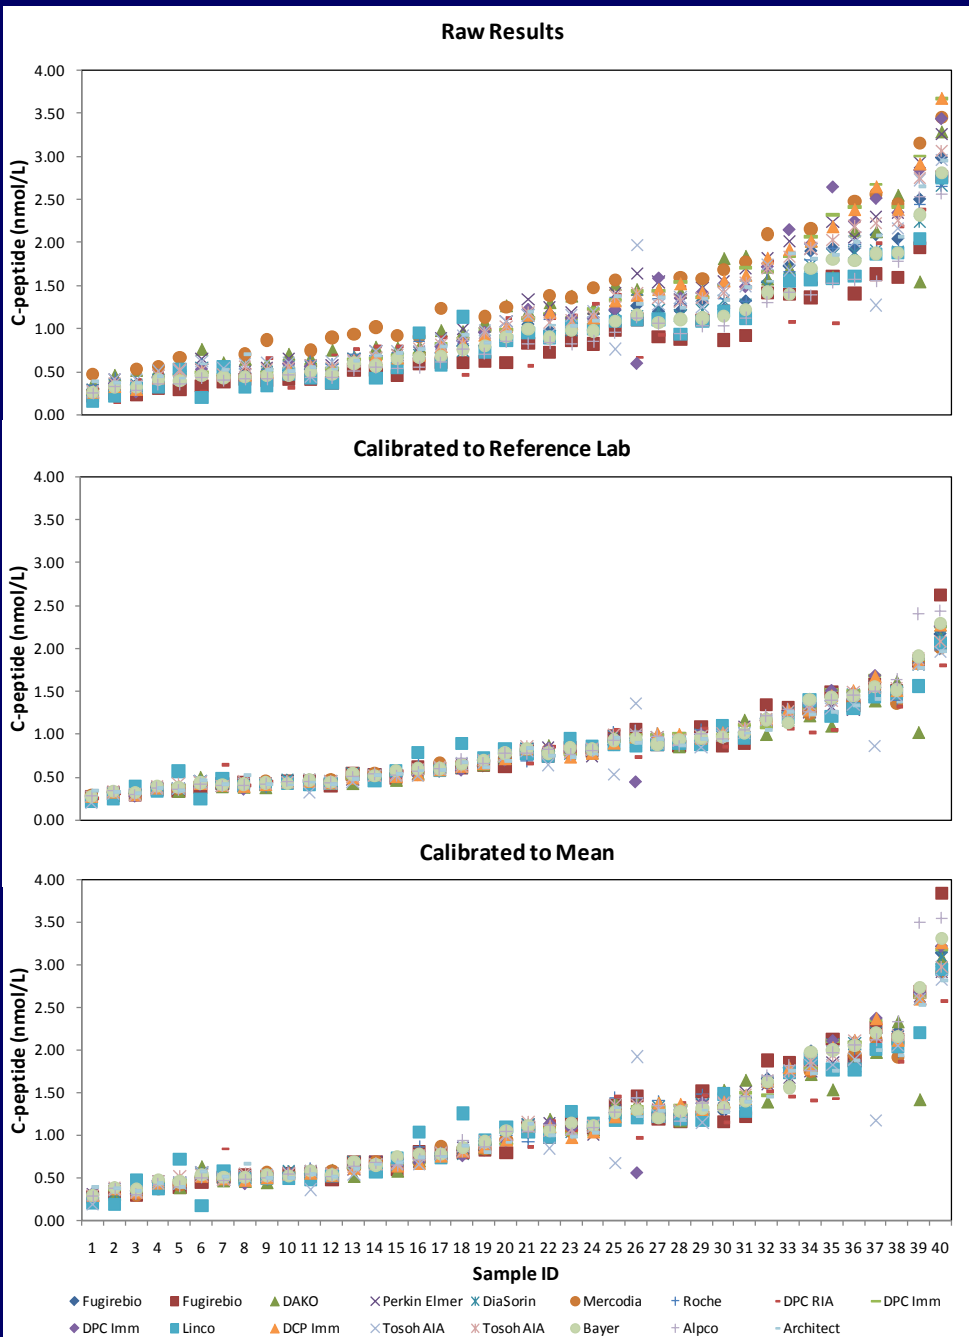 Raw Results
4.00
3.50
3.00
2.50
2.00
1.50
1.00
0.50
0.00
C-peptide (nmol/L)
Calibrated to Reference Lab
4.00
3.50
3.00
2.50
2.00
1.50
1.00
0.50
0.00
C-peptide (nmol/L)
Calibrated to Mean
4.00
3.50
3.00
2.50
2.00
1.50
1.00
0.50
0.00
C-peptide (nmol/L)
1 2 3 4 5 6 7 8 9 10 11 12 13 14 15 16 17 18 19 20 21 22 23 24 25 26 27 28 29 30 31 32 33 34 35 36 37 38 39 40
Sample ID
Fugirebio Fugirebio DAKO Perkin Elmer DiaSorin Mercodia Roche DPC RIA DPC Imm
DPC Imm Linco DCP Imm Tosoh AIA Tosoh AIA Bayer Alpco Architect